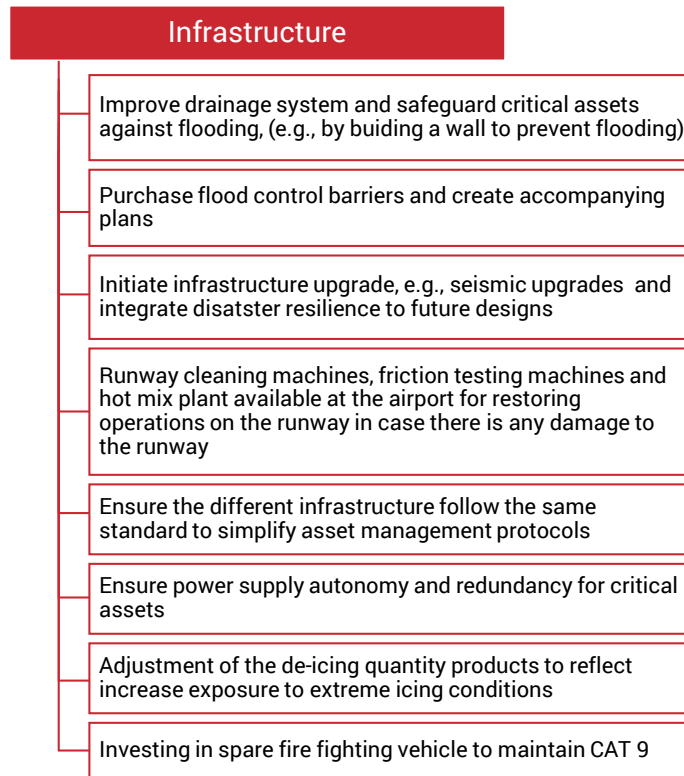 Infrastructure
Improve drainage system and safeguard critical assets
against flooding, (e.g., by buiding a wall to prevent flooding)
Purchase flood control barriers and create accompanying
plans
Initiate infrastructure upgrade, e.g., seismic upgrades  and
integrate disatster resilience to future designs
Runway cleaning machines, friction testing machines and
hot mix plant available at the airport for restoring
operations on the runway in case there is any damage to
the runway
Ensure the different infrastructure follow the same
standard to simplify asset management protocols
Ensure power supply autonomy and redundancy for critical
assets
Adjustment of the de-icing quantity products to reflect
increase exposure to extreme icing conditions
Investing in spare fire fighting vehicle to maintain CAT 9